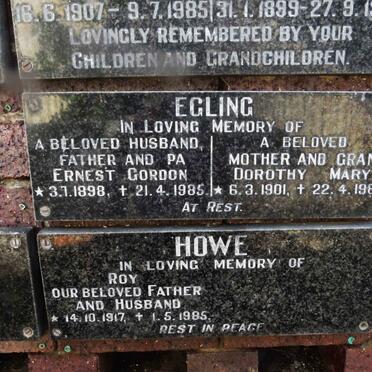 16.6.1907 - 9.7.1985 31.1.1899-27.9.1
LOVINGLY REMEMBERED BY YOUR
CHILDREN AND GRANDCHILDREN.
EGLING
IN LOVING MEMORY OF
A BELOVED HUSBAND,
FATHER AND PA
ERNEST GORDON
★ 3.1.1898, † 21.4.1985.
A BELOVED
MOTHER AND GRAN
DOROTHY MARY
★ 6.3.1901, † 22.4.198
AT REST.
HOWE
IN LOVING MEMORY OF
ROY
OUR BELOVED FATHER
AND HUSBAND
★ 14.10.1917, † 1.5.1985,
REST IN PEACE